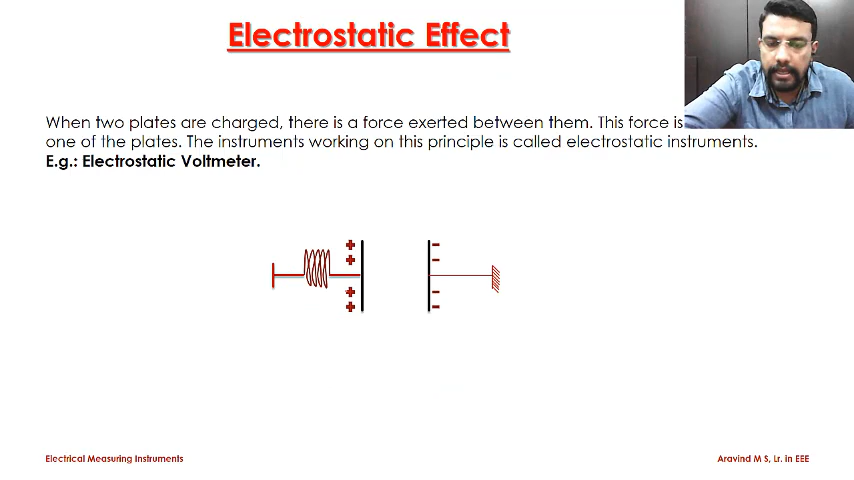 Electrostatic Effect
When two plates are charged, there is a force exerted between them. This force is
one of the plates. The instruments working on this principle is called electrostatic instruments.
E.g.: Electrostatic Voltmeter.
+ -
+ -
+ -
+ -
Electrical Measuring Instruments
Aravind M S, Lr. in EEE